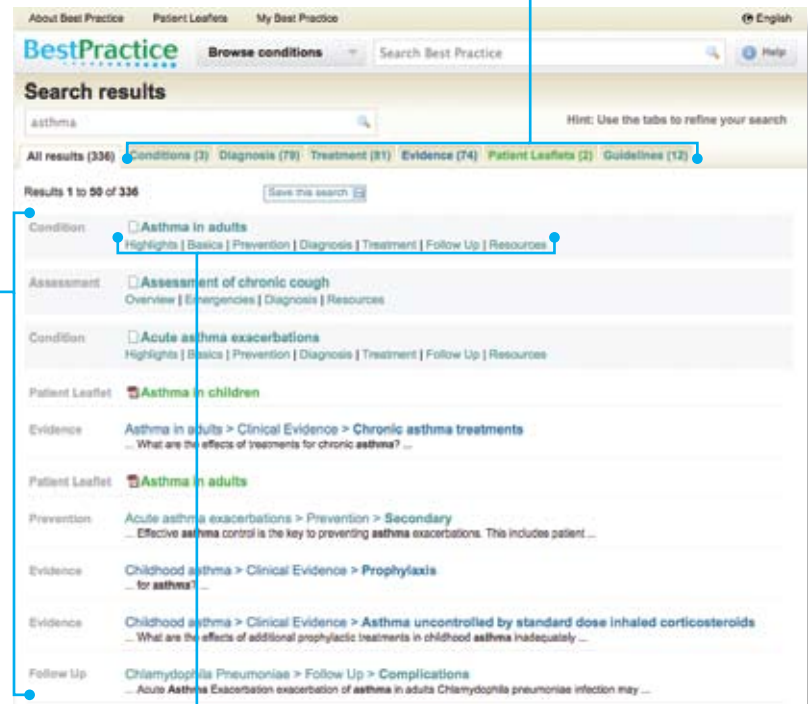 About Best Practice Patient Leaflets My Best Practice English
BestPractice Browse conditions Search Best Practice Help
Search results
asthma Hint: Use the tabs to refine your search
All results (336) Conditions (3) Diagnosis (79) Treatment (81) Evidence (74) Patient Leaflets (2) Guidelines (12)
Results 1 to 50 of 336 Save this search
Condition Asthma in adults
Highlights | Basics | Prevention | Diagnosis | Treatment | Follow Up | Resources
Assessment Assessment of chronic cough
Overview | Emergencies | Diagnosis | Resources
Condition Acute asthma exacerbations
Highlights | Basics | Prevention | Diagnosis | Treatment | Follow Up | Resources
Patient Leaflet Asthma in children
Evidence Asthma in adults > Clinical Evidence > Chronic asthma treatments
... What are the effects of treatments for chronic asthma? ...
Patient Leaflet Asthma in adults
Prevention Acute asthma exacerbations > Prevention > Secondary
... Effective asthma control is the key to preventing asthma exacerbations. This includes patient ...
Evidence Childhood asthma > Clinical Evidence > Prophylaxis
... for asthma? ...
Evidence Childhood asthma > Clinical Evidence > Asthma uncontrolled by standard dose inhaled corticosteroids
... What are the effects of additional prophylactic treatments in childhood asthma inadequately ...
Follow Up Chlamydophila Pneumoniae > Follow Up > Complications
... Acute Asthma Exacerbation exacerbation of asthma in adults Chlamydophila pneumoniae infection may ...